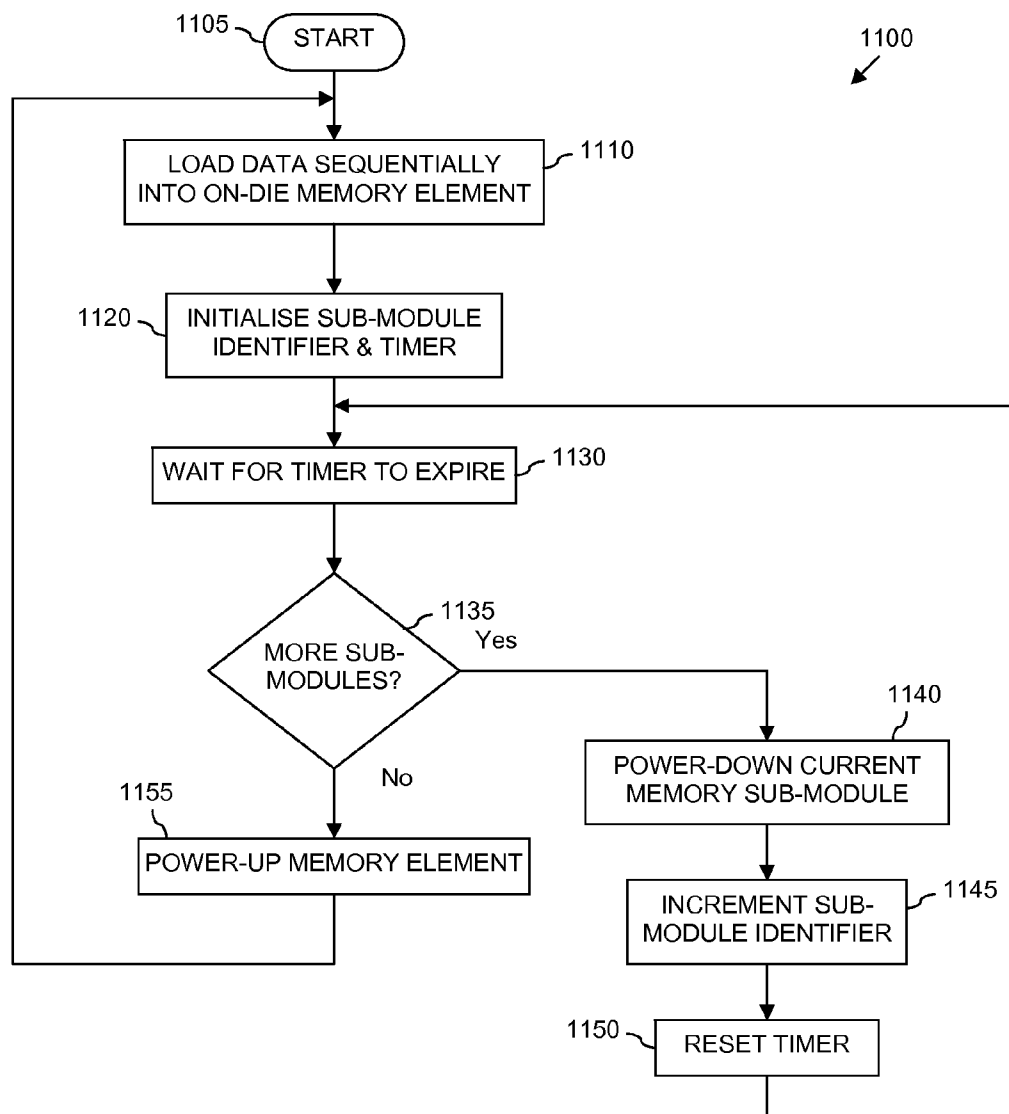 1105
START
1100
1110
LOAD DATA SEQUENTIALLY
INTO ON-DIE MEMORY ELEMENT
1120
INITIALISE SUB-MODULE
IDENTIFIER & TIMER
1130
WAIT FOR TIMER TO EXPIRE
1135
MORE SUB-
MODULES?
Yes
No
1140
POWER-DOWN CURRENT
MEMORY SUB-MODULE
1155
POWER-UP MEMORY ELEMENT
1145
INCREMENT SUB-
MODULE IDENTIFIER
1150
RESET TIMER